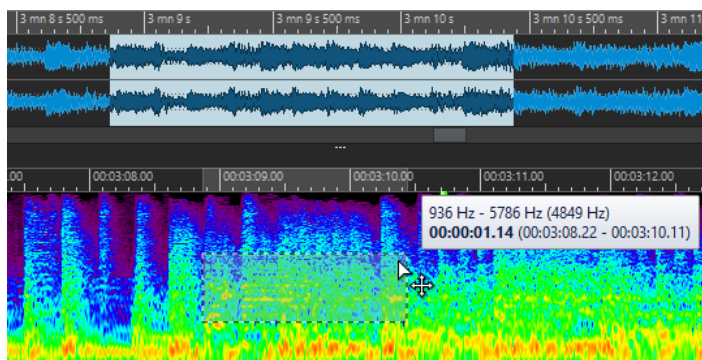 3 mn 8 s 500 ms 3 mn 9 s 3 mn 9 s 500 ms 3 mn 10 s 3 mn 10 s 500 ms 3 mn 11
.00 00:03:08.00 00:03:09.00 00:03:10.00 00:03:11.00 00:03:12.00
936 Hz - 5786 Hz (4849 Hz)
00:00:01.14 (00:03:08.22 - 00:03:10.11)